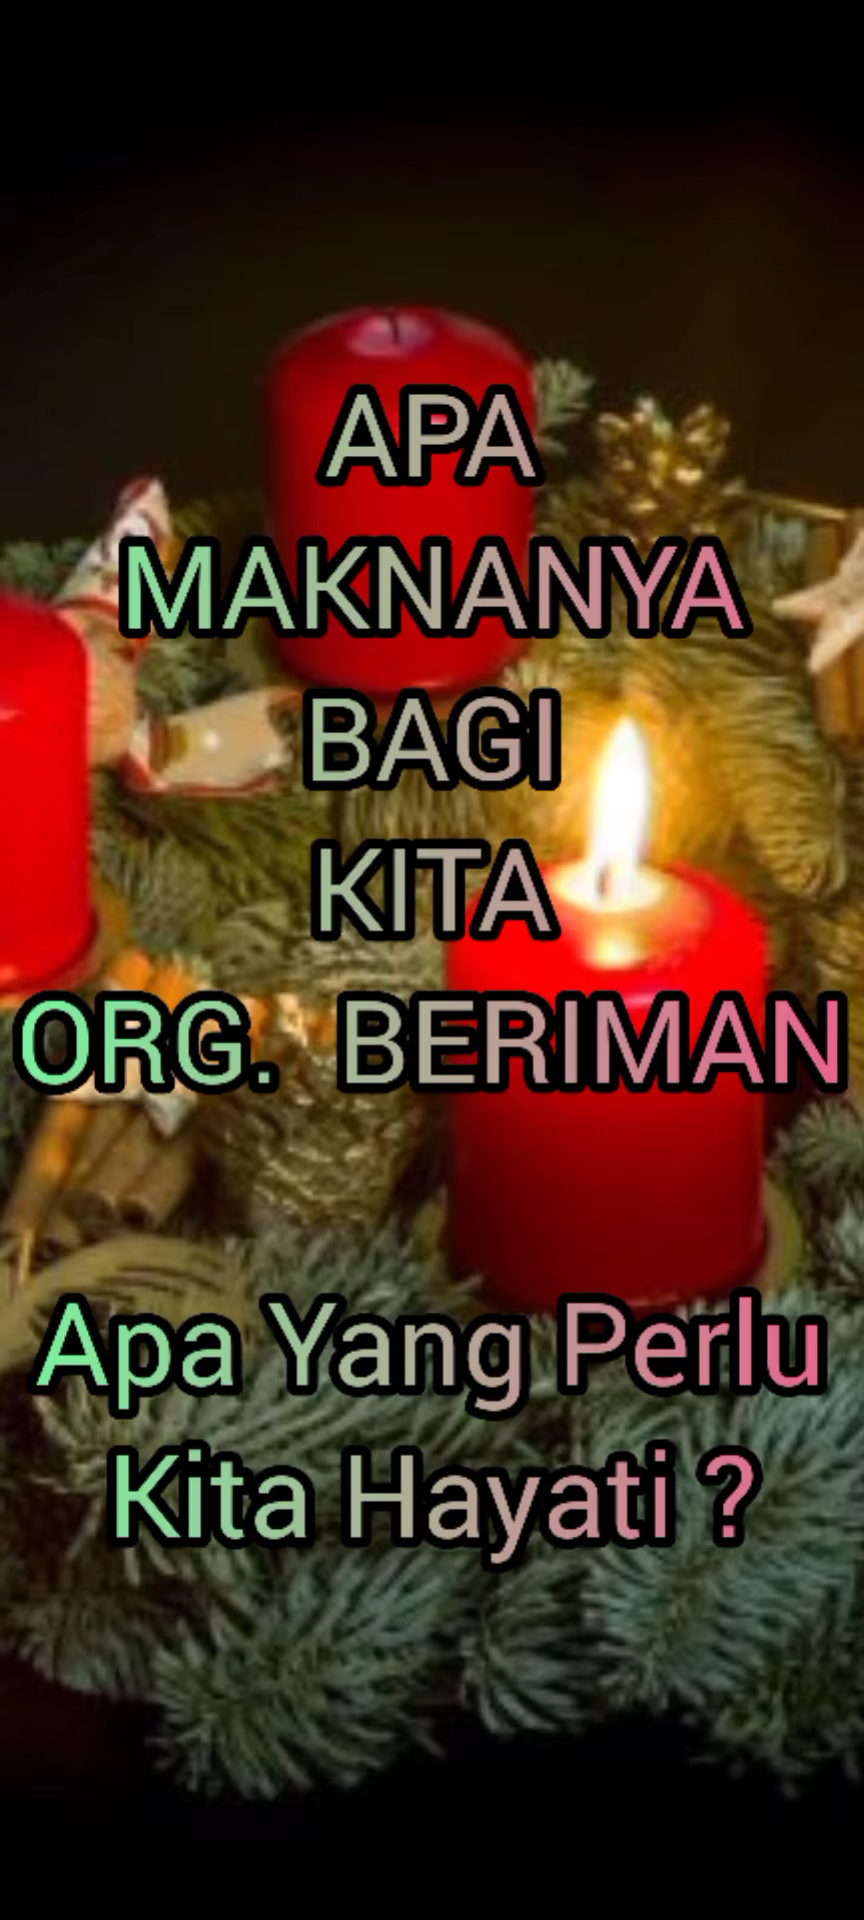 APA
MAKNANYA
BAGI
KITA
ORG. BERIMAN
Apa Yang Perlu
Kita Hayati ?